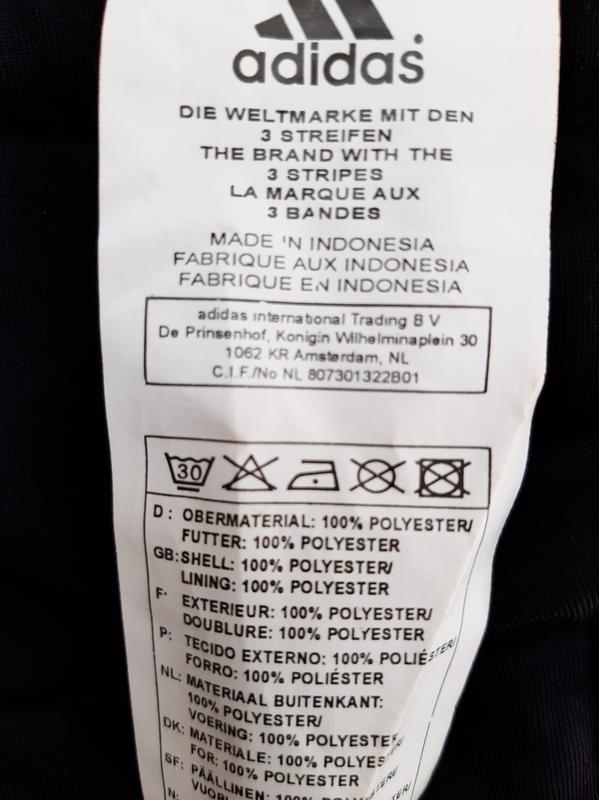 adidas
DIE WELTMARKE MIT DEN
3 STREIFEN
THE BRAND WITH THE
3 STRIPES
LA MARQUE AUX
3 BANDES
MADE IN INDONESIA
FABRIQUE AUX INDONESIA
FABRIQUE EN INDONESIA
adidas international Trading B V
De Prinsenhof, Konigin Wilhelminaplein 30
1062 KR Amsterdam, NL
C.I.F./No NL 807301322B01
30
D: OBERMATERIAL: 100% POLYESTER/
FUTTER: 100% POLYESTER
GB: SHELL: 100% POLYESTER/
LINING: 100% POLYESTER
F: EXTERIEUR: 100% POLYESTER/
DOUBLURE: 100% POLYESTER
P: TECIDO EXTERNO: 100% POLIÉSTER/
FORRO: 100% POLIÉSTER
NL: MATERIAAL BUITENKANT:
100% POLYESTER/
VOERING: 100% POLYESTER
DK: MATERIALE: 100% POLYESTER/
FOR: 100% POLYESTER
SF: PÄÄLLINEN: 100% POLYESTER/